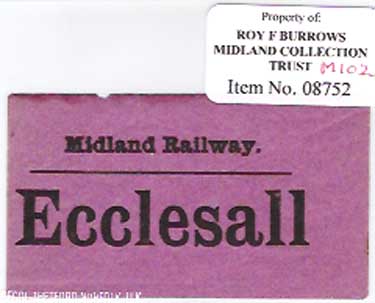 Property of:
ROY F BURROWS
MIDLAND COLLECTION
TRUST M102
Item No. 08752
Midland Railway.
Ecclesall